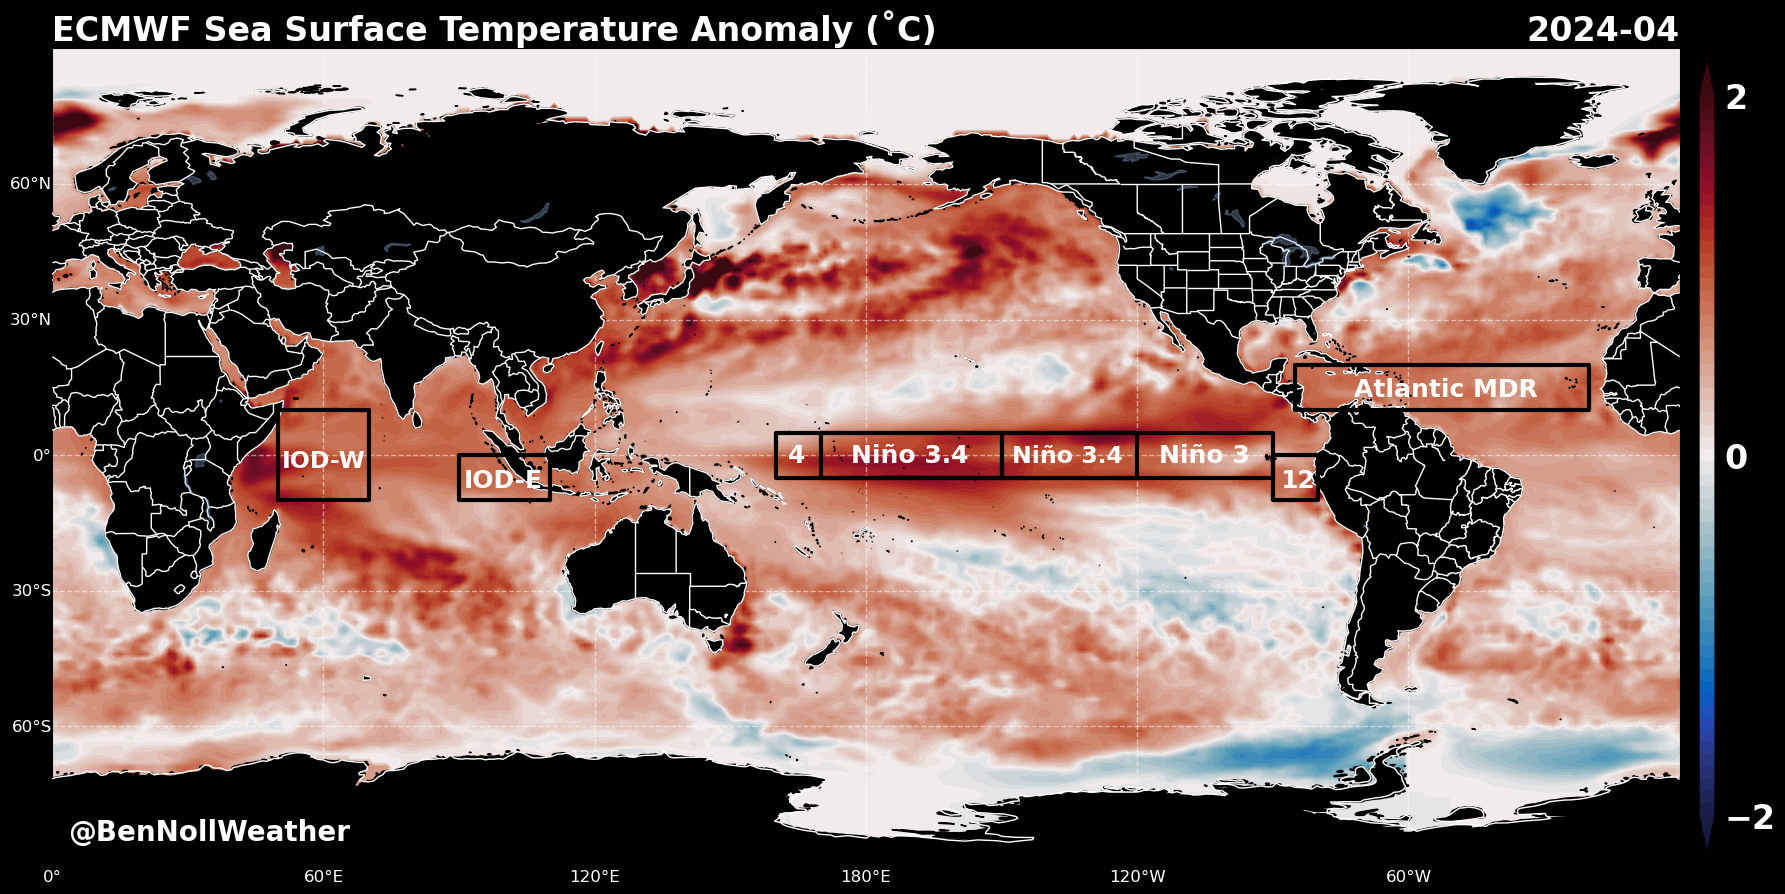 ECMWF Sea Surface Temperature Anomaly (˚C) 2024-04
2
60°N
30°N
Atlantic MDR
0° IOD-W 4 Niño 3.4 Niño 3.4 Niño 3 0
IOD-E 12
30°S
60°S
−2
@BenNollWeather
0° 60°E 120°E 180°E 120°W 60°W